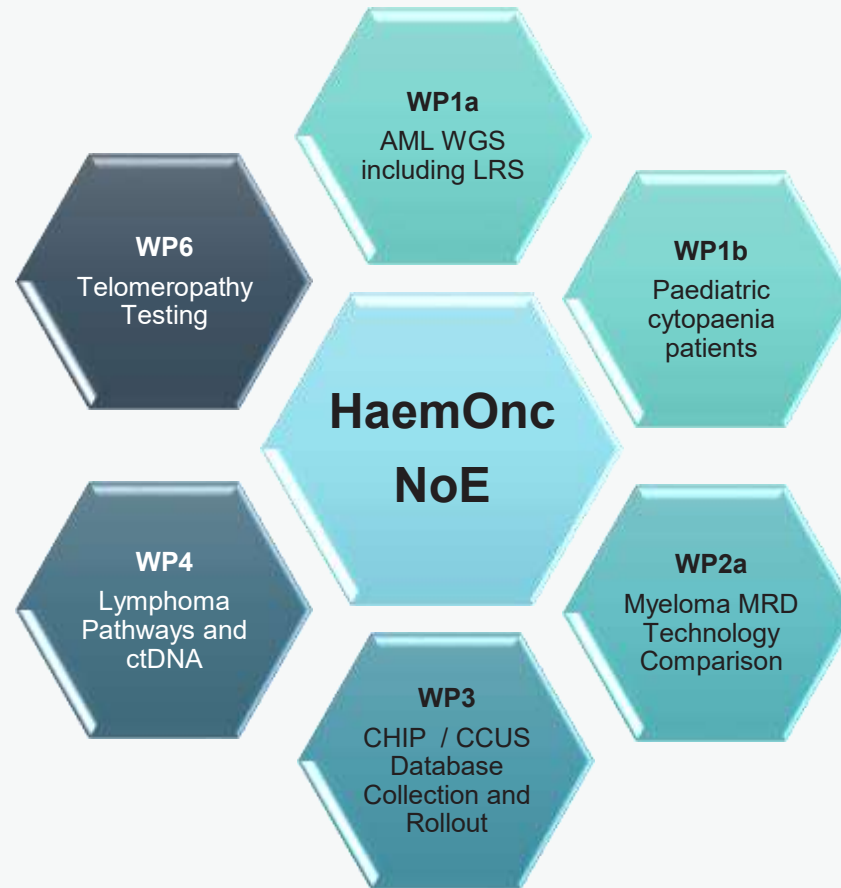 WP1a
AML WGS
including LRS
WP6
Telomeropathy
Testing
WP1b
Paediatric
cytopaenia
patients
HaemOnc
NoE
WP4
Lymphoma
Pathways and
ctDNA
WP2a
Myeloma MRD
Technology
Comparison
WP3
CHIP / CCUS
Database
Collection and
Rollout